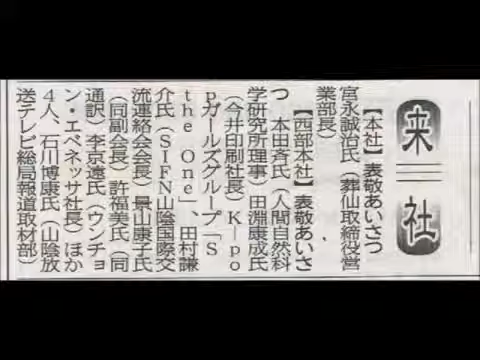 来社
【本社】表敬あいさつ
宮永誠治氏(葬仙取締役営
業部長)
【西部本社】表敬あいさ
つ 本田斉氏(人間自然科
学研究所理事)田淵康成氏
(今井印刷社長)K―po
pガールズグループ「S
the One」、田村謙
介氏(SIFN山陰国際交
流連絡会会長)景山康子氏
(同副会長)許福美氏(同
通訳)李京遠氏(ウンチョ
ン・エベネッサ社長)ほか
4人、石川博康氏(山陰放
送テレビ総局報道取材部)